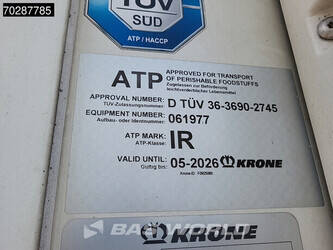 70287785
TÜV
SÜD
ATP / HACCP
ATP APPROVED FOR TRANSPORT
OF PERISHABLE FOODSTUFFS
Zugelassen zur Beförderung
leichtverderblicher Lebensmittel
APPROVAL NUMBER: D TÜV 36-3690-2745
TÜV-Zulassungsnummer:
EQUIPMENT NUMBER: 061977
Aufbau- oder Identnummer:
ATP MARK: IR
ATP-Klasse:
VALID UNTIL: 05-2026 KRONE
Gültig bis:
BAS WORLD
KRONE